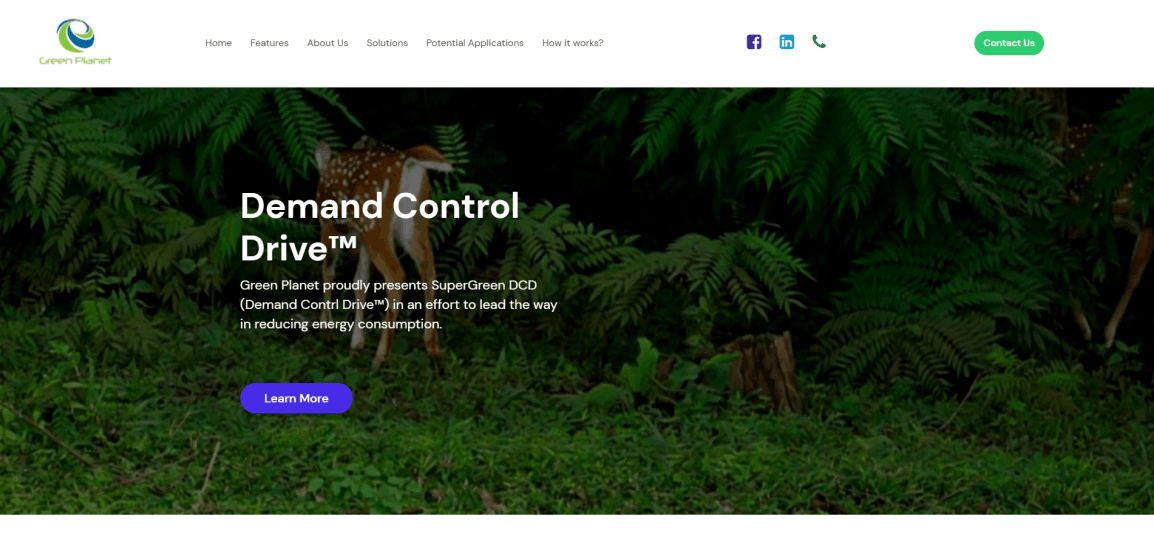 Green Planet
Home Features About Us Solutions Potential Applications How it works?
f in
Contact Us
Demand Control
Drive™
Green Planet proudly presents SuperGreen DCD
(Demand Contrl Drive™) in an effort to lead the way
in reducing energy consumption.
Learn More